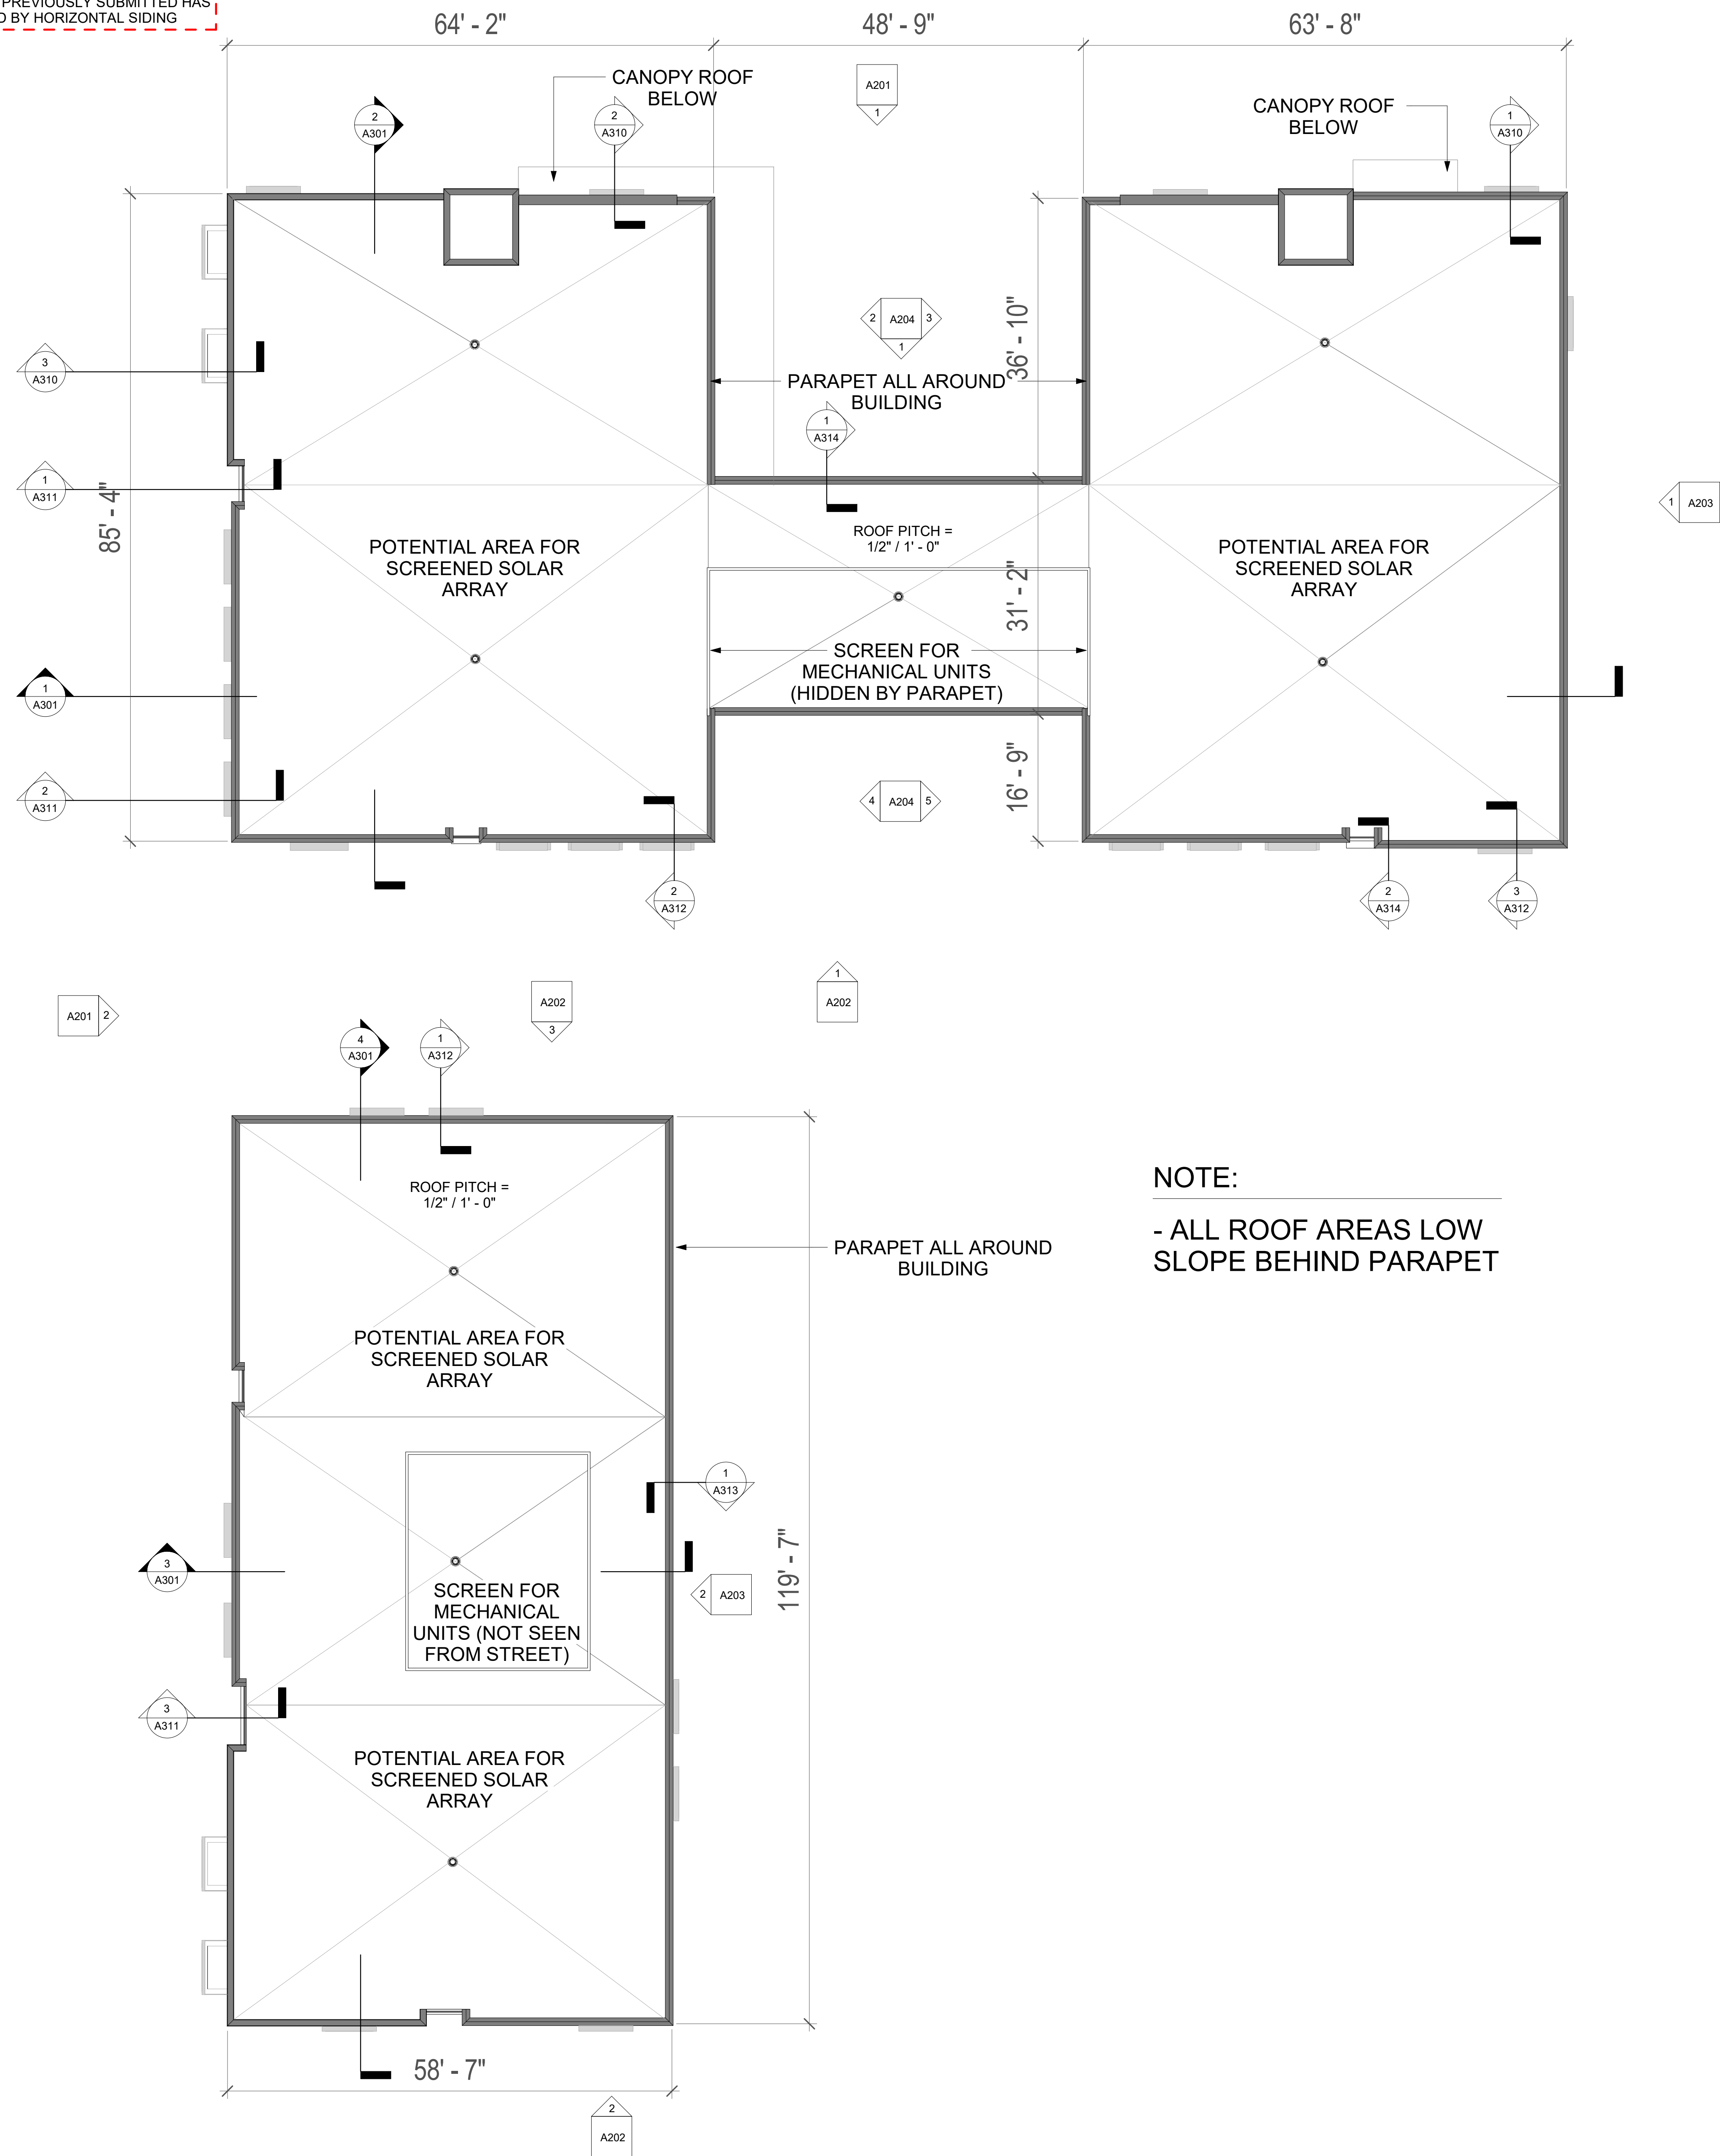 PREVIOUSLY SUBMITTED HAS
BY HORIZONTAL SIDING
64' - 2"
48' - 9"
63' - 8"
CANOPY ROOF
BELOW
A201
1
CANOPY ROOF
BELOW
2
A301
2
A310
1
A310
2
A204
3
1
36' - 10"
3
A310
PARAPET ALL AROUND
BUILDING
1
A314
1
A311
85' - 4"
1
A203
ROOF PITCH =
1/2" / 1' - 0"
POTENTIAL AREA FOR
SCREENED SOLAR
ARRAY
POTENTIAL AREA FOR
SCREENED SOLAR
ARRAY
31' - 2"
SCREEN FOR
MECHANICAL UNITS
(HIDDEN BY PARAPET)
1
A301
16' - 9"
2
A311
4
A204
5
2
A312
2
A314
3
A312
A201
2
A202
3
1
A202
4
A301
1
A312
NOTE:
- ALL ROOF AREAS LOW
SLOPE BEHIND PARAPET
ROOF PITCH =
1/2" / 1' - 0"
PARAPET ALL AROUND
BUILDING
POTENTIAL AREA FOR
SCREENED SOLAR
ARRAY
1
A313
3
A301
119' - 7"
2
A203
SCREEN FOR
MECHANICAL
UNITS (NOT SEEN
FROM STREET)
3
A311
POTENTIAL AREA FOR
SCREENED SOLAR
ARRAY
58' - 7"
2
A202